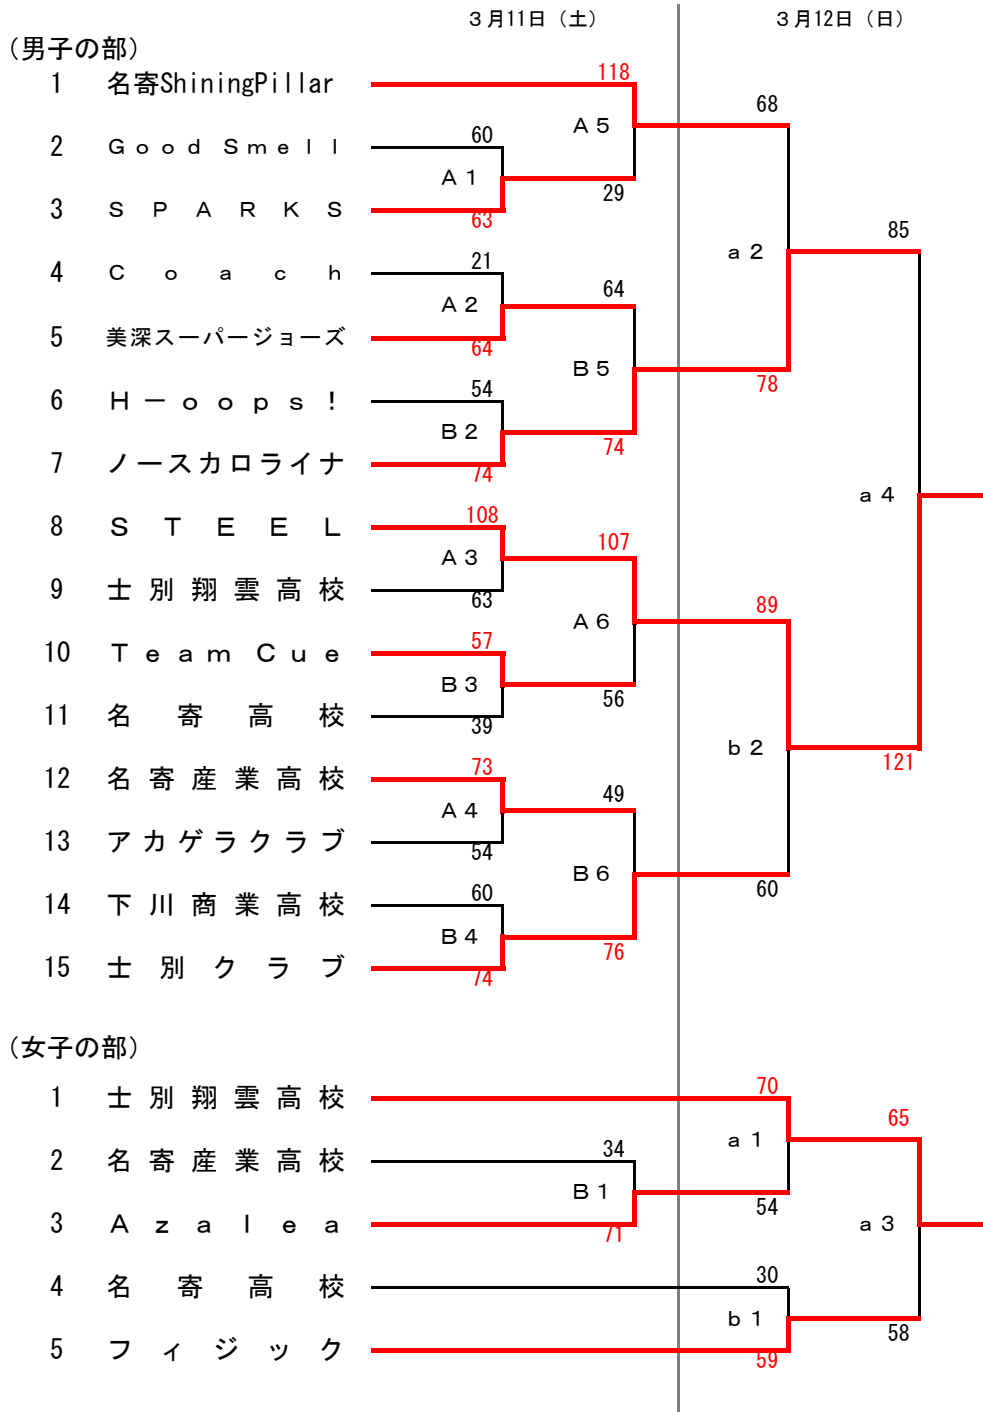 ３月11日（土）　３月12日（日）
（男子の部）
1　名寄ShiningPillar　118
A５　68
2　Ｇｏｏｄ　Ｓｍｅｌｌ　60
A１　29
3　ＳＰＡＲＫＳ　63
a２　85
4　Ｃｏａｃｈ　21
A２　64
5　美深スーパージョーズ　64
B５　78
6　Ｈ－ｏｏｐｓ！　54
B２　74
7　ノースカロライナ　74
a４
8　ＳＴＥＥＬ　108
A３　107
9　士別翔雲高校　63
A６　89
10　ＴｅａｍＣｕｅ　57
B３　56
11　名寄高校　39
b２　121
12　名寄産業高校　73
A４　49
13　アカゲラクラブ　54
B６　60
14　下川商業高校　60
B４　76
15　士別クラブ　74
（女子の部）
1　士別翔雲高校　70
a１　65
2　名寄産業高校　34
B１　54
3　Ａｚａｌｅａ　71
a３
4　名寄高校　30
b１　58
5　フィジック　59